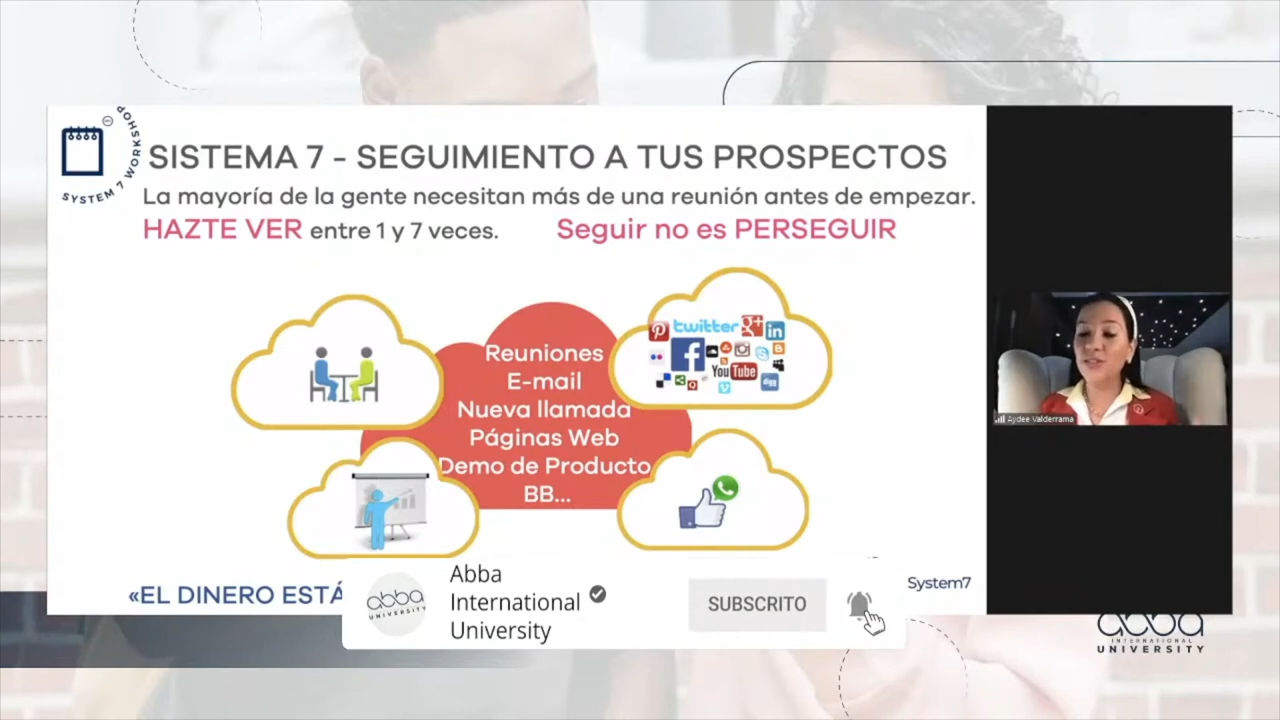 SYSTEM 7 WORKSHOP
SISTEMA 7 - SEGUIMIENTO A TUS PROSPECTOS
La mayoría de la gente necesitan más de una reunión antes de empezar.
HAZTE VER entre 1 y 7 veces.
Seguir no es PERSEGUIR
Reuniones
E-mail
Nueva llamada
Páginas Web
Demo de Producto
BB...
twitter
You Tube
digg
Aydee Valderrama
«EL DINERO ESTÁ
System7
abba
UNIVERSITY
Abba
International
University
SUBSCRITO
abba
INTERNATIONAL
UNIVERSITY